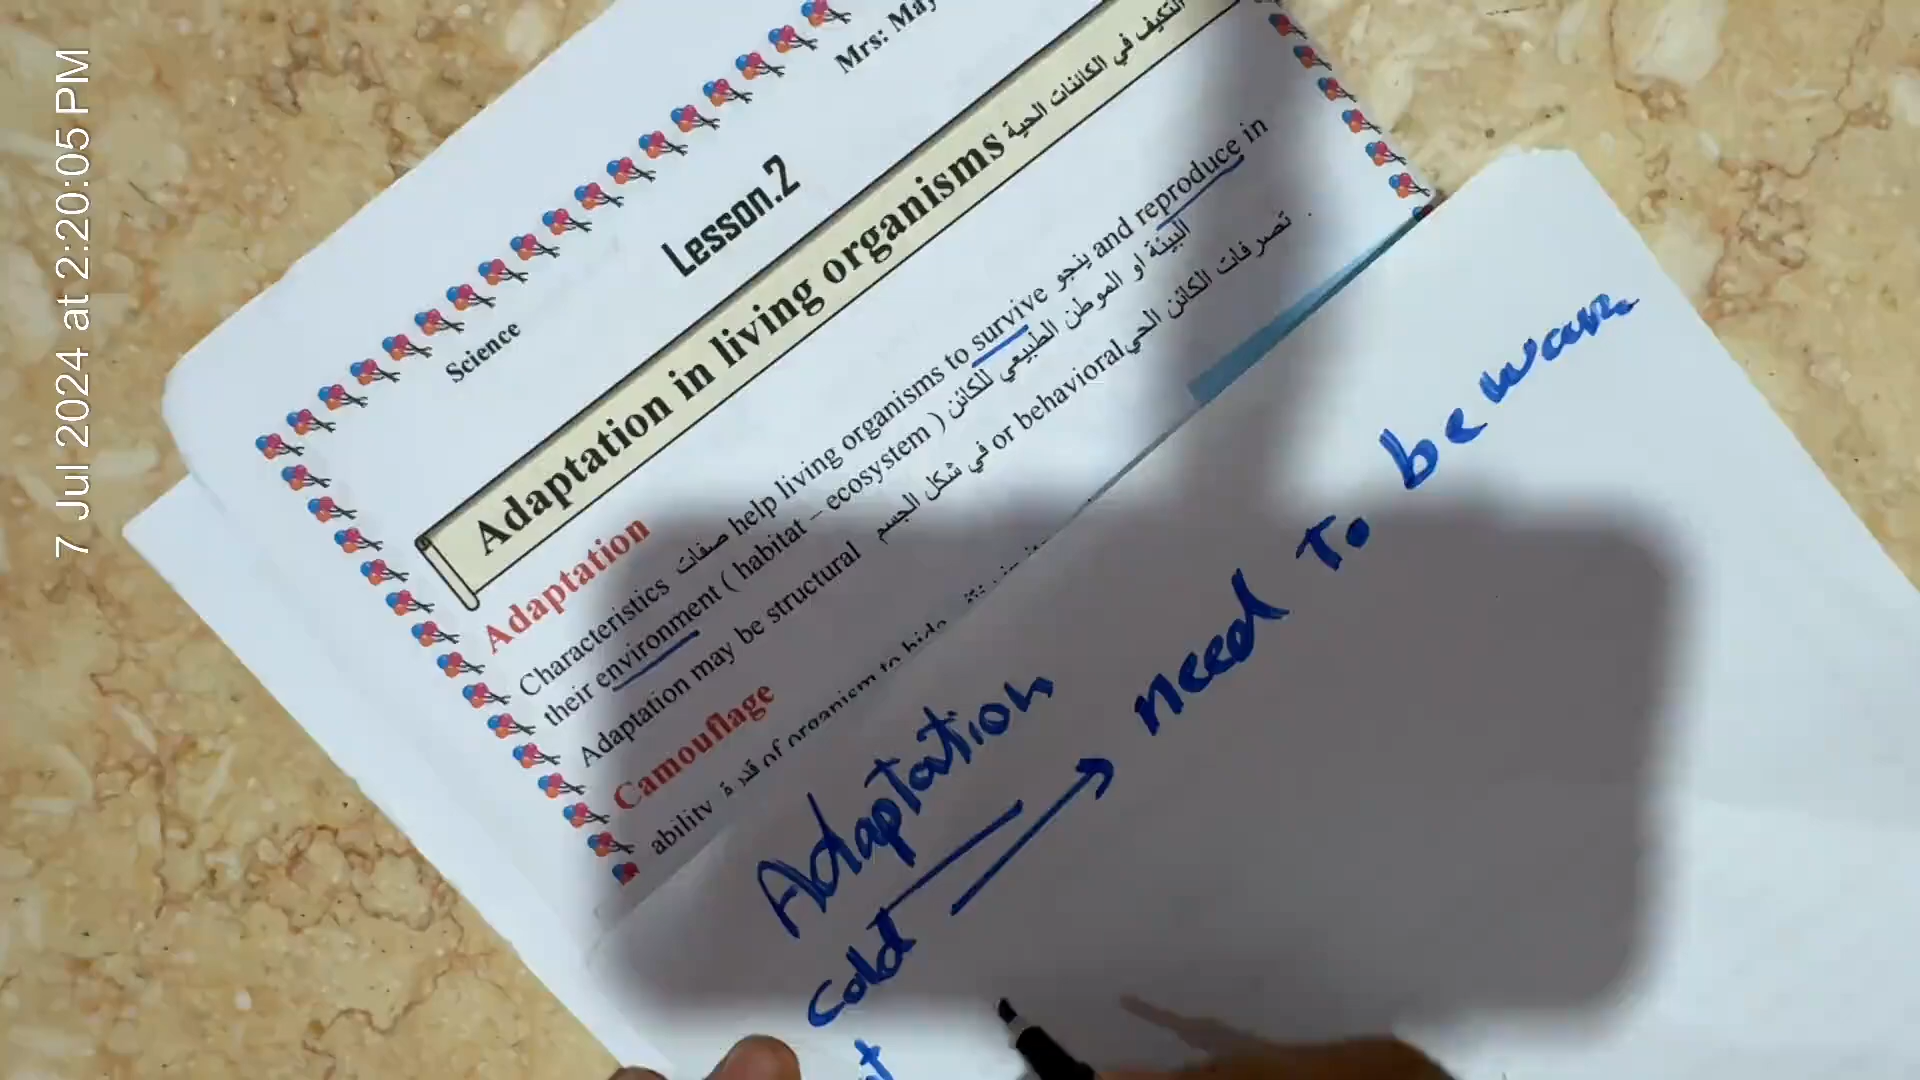 7 Jul 2024 at 2:20:05 PM
Mrs: May
Science
Lesson.2
Adaptation in living organisms التكيف في الكائنات الحية
Adaptation
Characteristics صفات help living organisms to survive ينجو and reproduce in
their environment ( habitat – ecosystem ) البيئة او الموطن الطبيعي للكائن
Adaptation may be structural في شكل الجسم or behavioral تصرفات الكائن الحي .
Camouflage
ability قدرة of organism to hide
Adaptation
cold → need to be warm